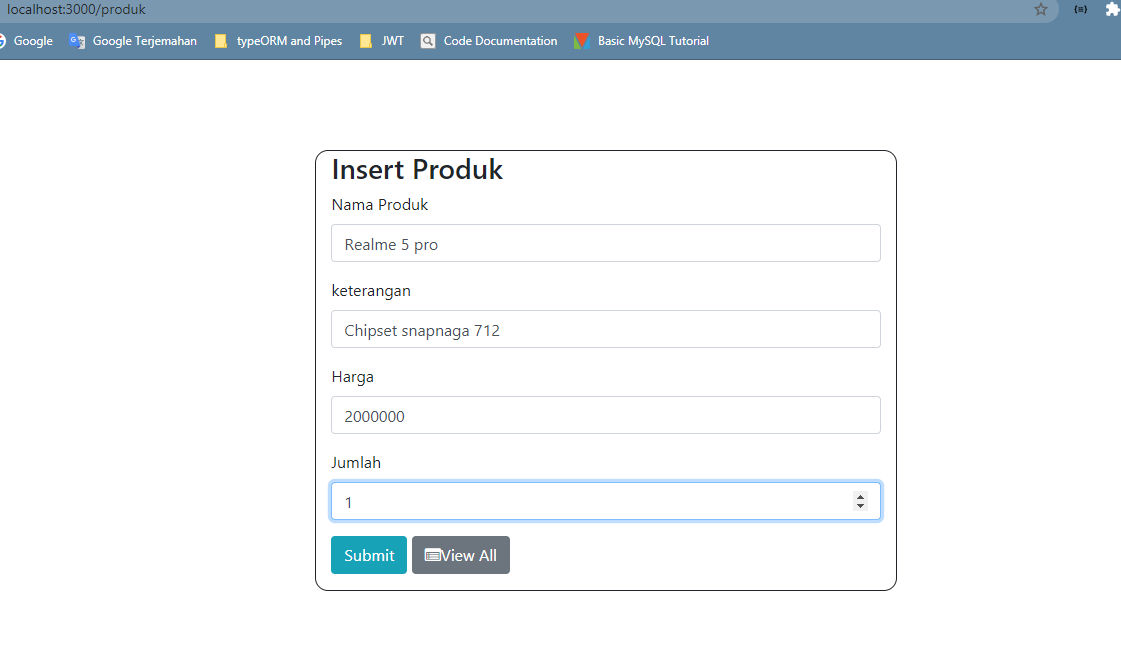 localhost:3000/produk
Google Google Terjemahan typeORM and Pipes JWT Code Documentation Basic MySQL Tutorial
Insert Produk
Nama Produk
Realme 5 pro
keterangan
Chipset snapnaga 712
Harga
2000000
Jumlah
1
Submit View All